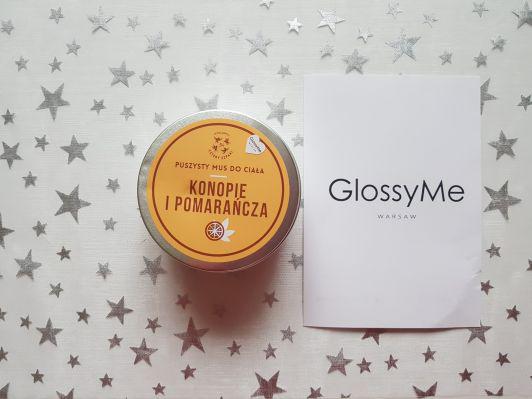 PUSZYSTY MUS DO CIAŁA
KONOPIE
I POMARAŃCZA
GlossyMe
WARSAW